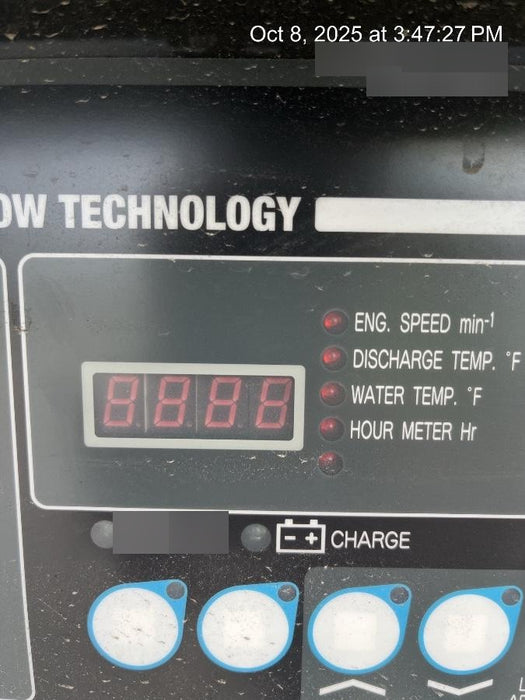 Oct 8, 2025 at 3:47:27 PM
OW TECHNOLOGY
ENG. SPEED min-1
DISCHARGE TEMP. °F
8888
WATER TEMP. °F
HOUR METER Hr
- +
CHARGE